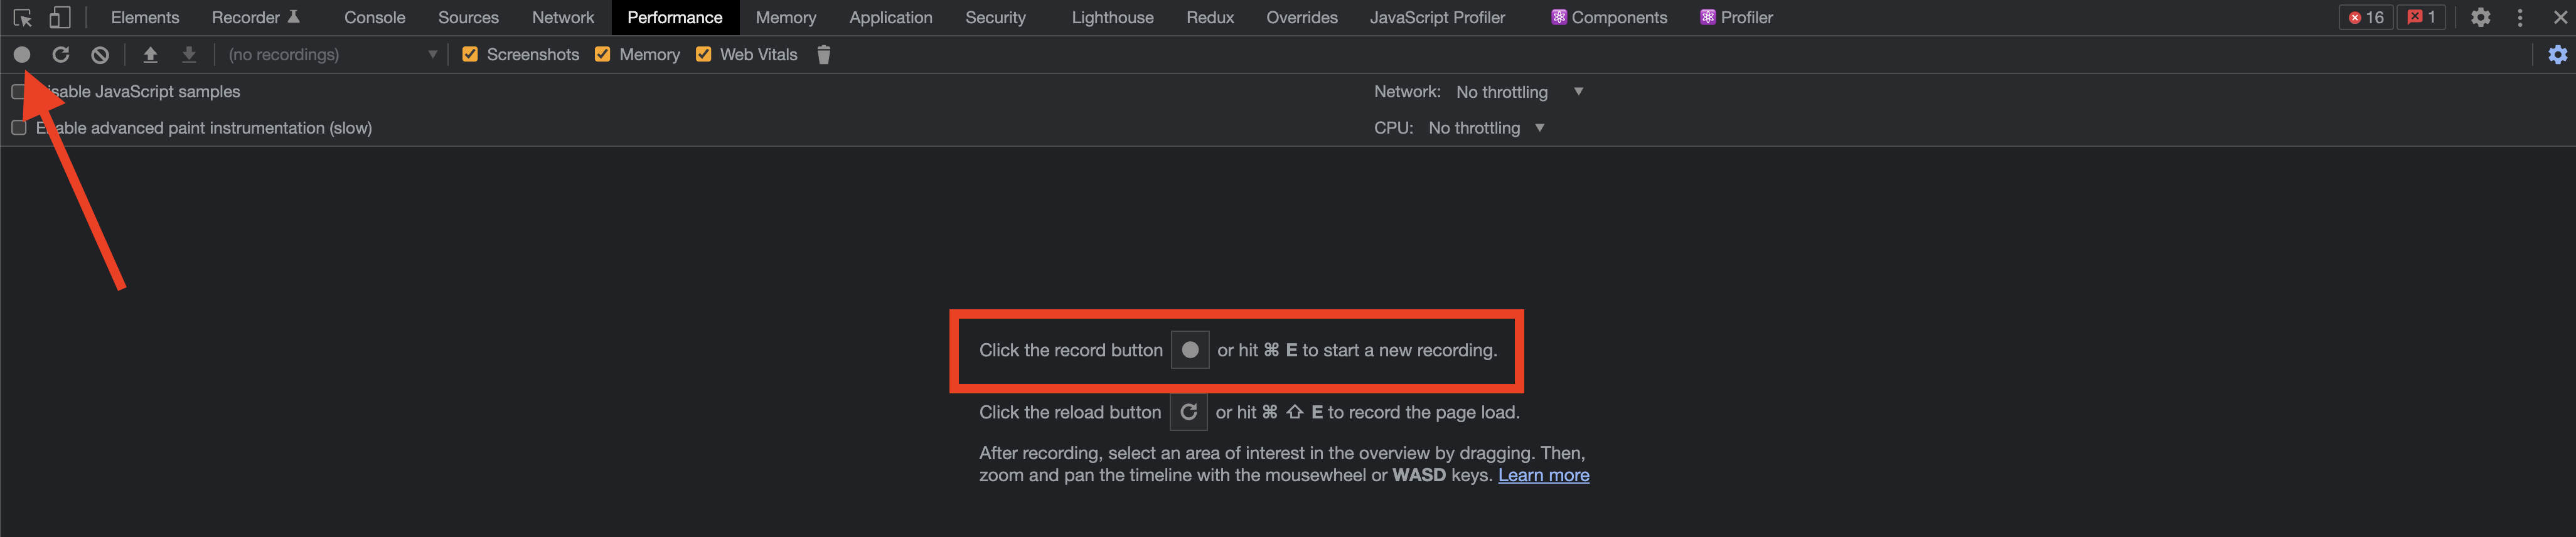 Elements Recorder Console Sources Network Performance Memory Application Security Lighthouse Redux Overrides JavaScript Profiler Components Profiler 16 1
(no recordings) Screenshots Memory Web Vitals
isable JavaScript samples Network: No throttling
Enable advanced paint instrumentation (slow) CPU: No throttling
Click the record button or hit ⌘ E to start a new recording.
Click the reload button or hit ⌘ ⇧ E to record the page load.
After recording, select an area of interest in the overview by dragging. Then,
zoom and pan the timeline with the mousewheel or WASD keys. Learn more